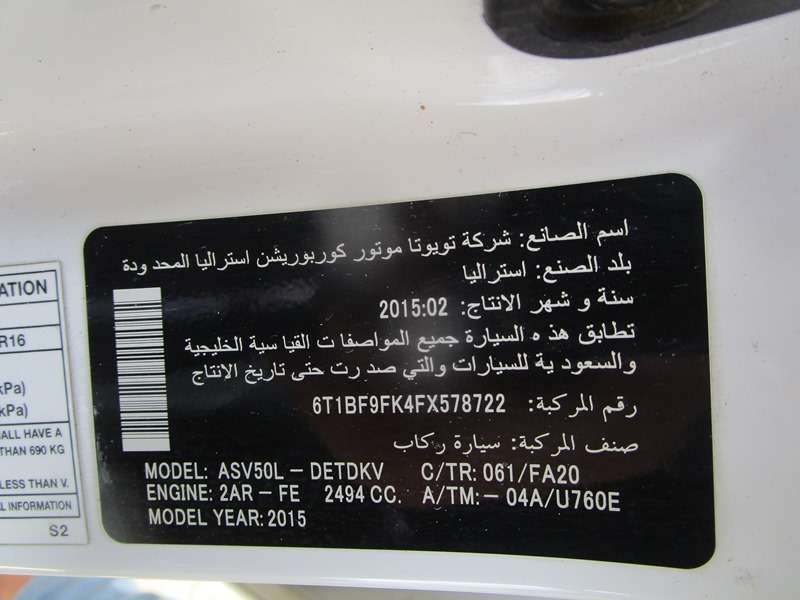 اسم الصانع: شركة تويوتا موتور كوربوريشن استراليا المحدودة
بلد الصنع: استراليا
سنة و شهر الانتاج: 2015:02
تطابق هذه السيارة جميع المواصفات القياسية الخليجية
والسعودية للسيارات والتي صدرت حتى تاريخ الانتاج
رقم المركبة: 6T1BF9FK4FX578722
صنف المركبة: سيارة ركاب
MODEL: ASV50L - DETDKV C/TR: 061/FA20
ENGINE: 2AR - FE 2494 CC. A/TM: - 04A/U760E
MODEL YEAR: 2015
ATION
R16
kPa)
kPa)
ALL HAVE A
THAN 690 KG
LESS THAN V.
L INFORMATION
S2